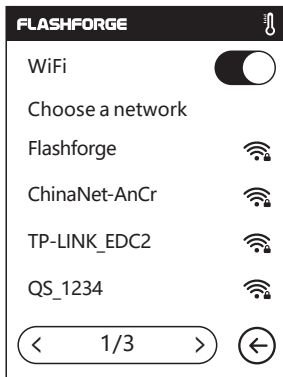 FLASHFORGE
WiFi
Choose a network
Flashforge
ChinaNet-AnCr
TP-LINK_EDC2
QS_1234
1/3